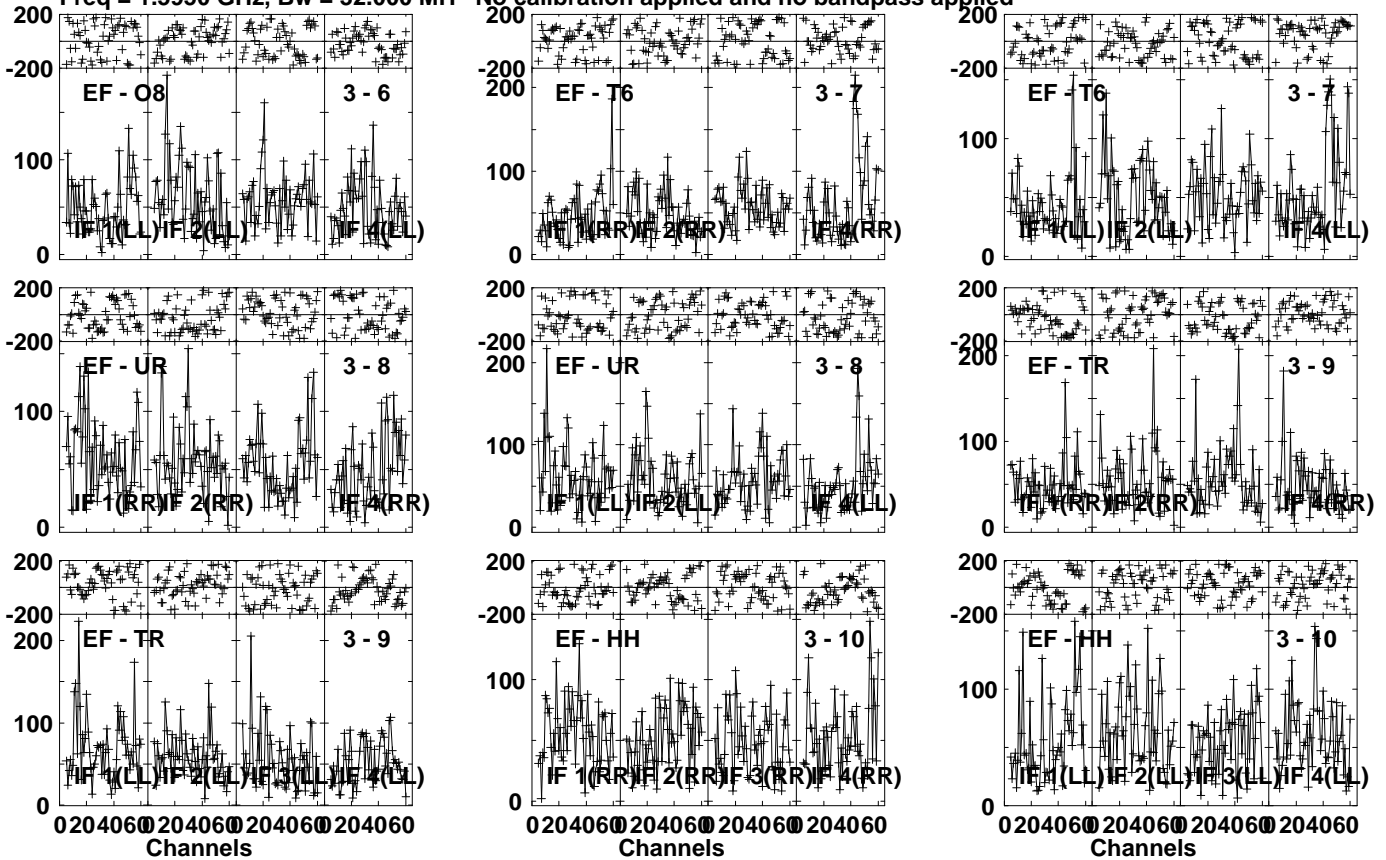 Freq = 1.5950 GHz, Bw = 32.000 MH No calibration applied and no bandpass applied
200 200 200
-200 -200 -200
EF - O8 3 - 6 EF - T6 3 - 7 EF - T6 3 - 7
200
100 100 100
IF 1(LL) IF 2(LL) IF 4(LL) IF 1(RR) IF 2(RR) IF 4(RR) IF 1(LL) IF 2(LL) IF 4(LL)
0 0 0
200 200 200
-200 -200 -200
EF - UR 3 - 8 EF - UR 3 - 8 EF - TR 3 - 9
200 200
100 100 100
IF 1(RR) IF 2(RR) IF 4(RR) IF 1(LL) IF 2(LL) IF 4(LL) IF 1(RR) IF 2(RR) IF 4(RR)
0 0 0
200 200 200
-200 -200 -200
EF - TR 3 - 9 EF - HH 3 - 10 EF - HH 3 - 10
200
100 100 100
IF 1(LL) IF 2(LL) IF 3(LL) IF 4(LL) IF 1(RR) IF 2(RR) IF 3(RR) IF 4(RR) IF 1(LL) IF 2(LL) IF 3(LL) IF 4(LL)
0 0 0
0 20 40 60 0 20 40 60 0 20 40 60 0 20 40 60 0 20 40 60 0 20 40 60 0 20 40 60 0 20 40 60 0 20 40 60 0 20 40 60 0 20 40 60 0 20 40 60
Channels Channels Channels